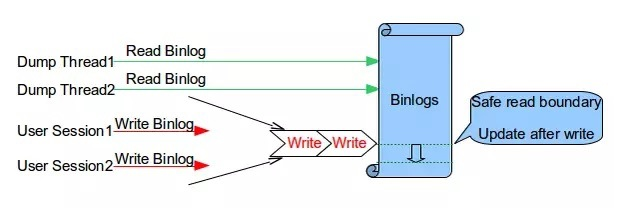 Dump Thread1
Read Binlog
Dump Thread2
Read Binlog
User Session1
Write Binlog
User Session2
Write Binlog
Write
Write
Binlogs
Safe read boundary
Update after write